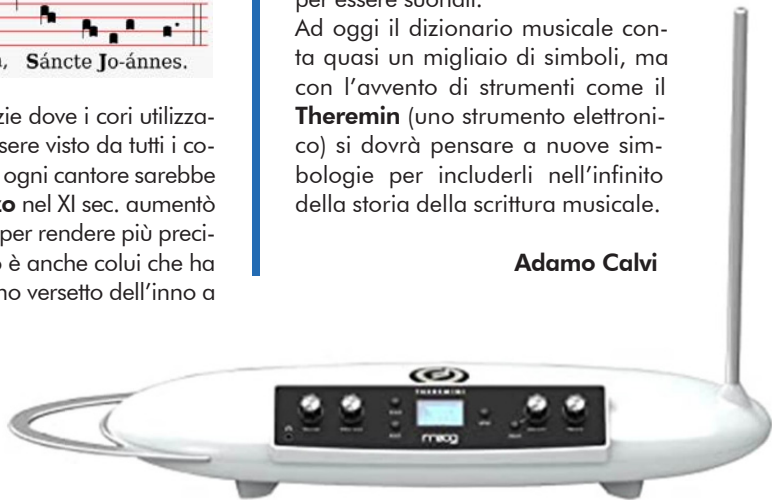 Sáncte Jo-ánnes.
zie dove i cori utilizza-
sere visto da tutti i co-
ogni cantore sarebbe
zo nel XI sec. aumentò
per rendere più preci-
è anche colui che ha
no versetto dell’inno a
per essere suonati.
Ad oggi il dizionario musicale con-
ta quasi un migliaio di simboli, ma
con l’avvento di strumenti come il
Theremin (uno strumento elettroni-
co) si dovrà pensare a nuove sim-
bologie per includerli nell’infinito
della storia della scrittura musicale.
Adamo Calvi
THEREMINI
moog